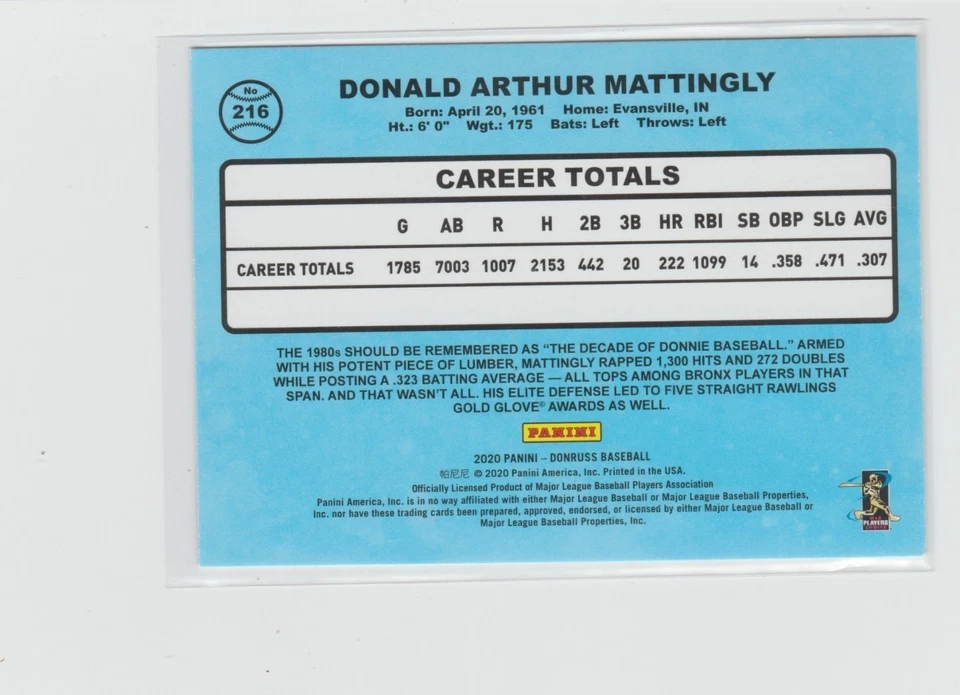 No
216
DONALD ARTHUR MATTINGLY
Born: April 20, 1961 Home: Evansville, IN
Ht.: 6' 0" Wgt.: 175 Bats: Left Throws: Left
CAREER TOTALS
G AB R H 2B 3B HR RBI SB OBP SLG AVG
CAREER TOTALS 1785 7003 1007 2153 442 20 222 1099 14 .358 .471 .307
THE 1980s SHOULD BE REMEMBERED AS “THE DECADE OF DONNIE BASEBALL.” ARMED
WITH HIS POTENT PIECE OF LUMBER, MATTINGLY RAPPED 1,300 HITS AND 272 DOUBLES
WHILE POSTING A .323 BATTING AVERAGE — ALL TOPS AMONG BRONX PLAYERS IN THAT
SPAN. AND THAT WASN'T ALL. HIS ELITE DEFENSE LED TO FIVE STRAIGHT RAWLINGS
GOLD GLOVE® AWARDS AS WELL.
PANINI
2020 PANINI – DONRUSS BASEBALL
帕尼尼 © 2020 Panini America, Inc. Printed in the USA.
Officially Licensed Product of Major League Baseball Players Association
Panini America, Inc. is in no way affiliated with either Major League Baseball or Major League Baseball Properties,
Inc. nor have these trading cards been prepared, approved, endorsed, or licensed by either Major League Baseball or
Major League Baseball Properties, Inc.
PLAYERS